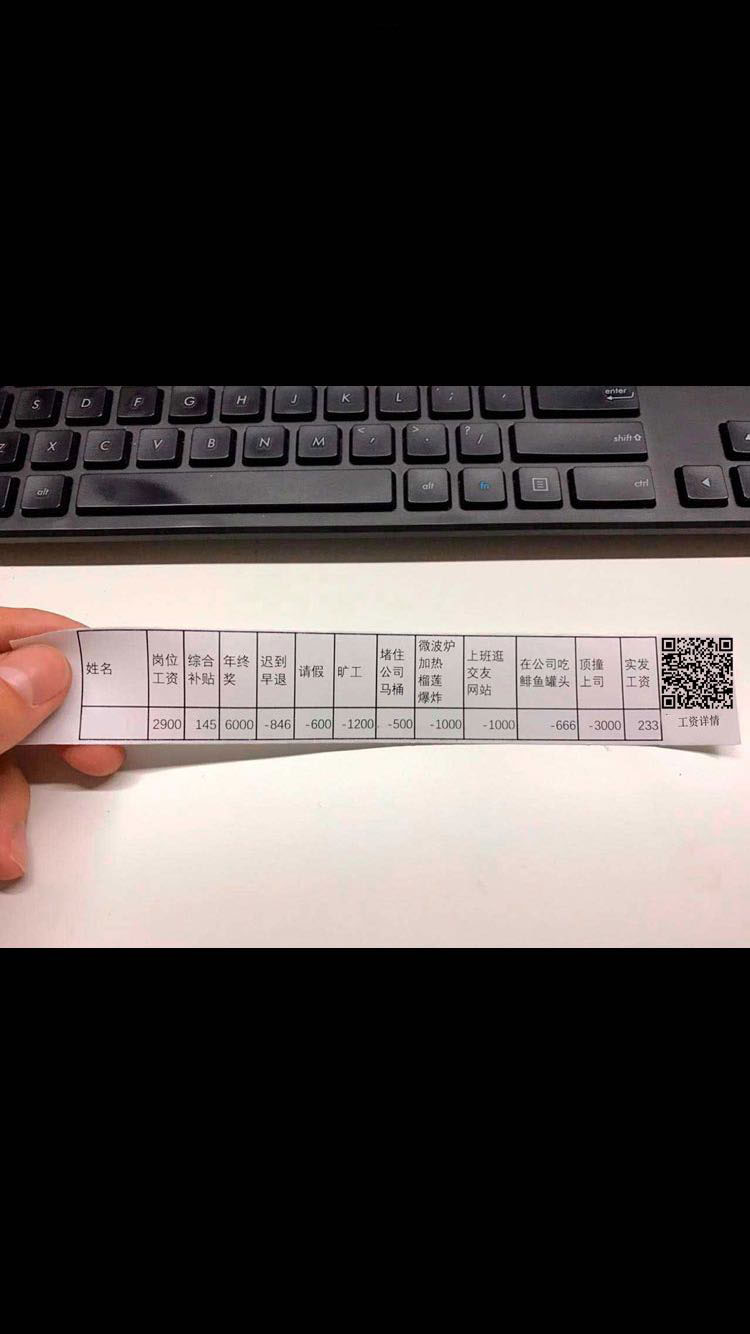 enter
S D F G H J K L ;
Z X C V B N M < , > . ? /
shift
alt alt fn ctrl
姓名
岗位
工资
综合
补贴
年终
奖
迟到
早退
请假
旷工
堵住
公司
马桶
微波炉
加热
榴莲
爆炸
上班逛
交友
网站
在公司吃
鲱鱼罐头
顶撞
上司
实发
工资
2900 145 6000 -846 -600 -1200 -500 -1000 -1000 -666 -3000 233
工资详情